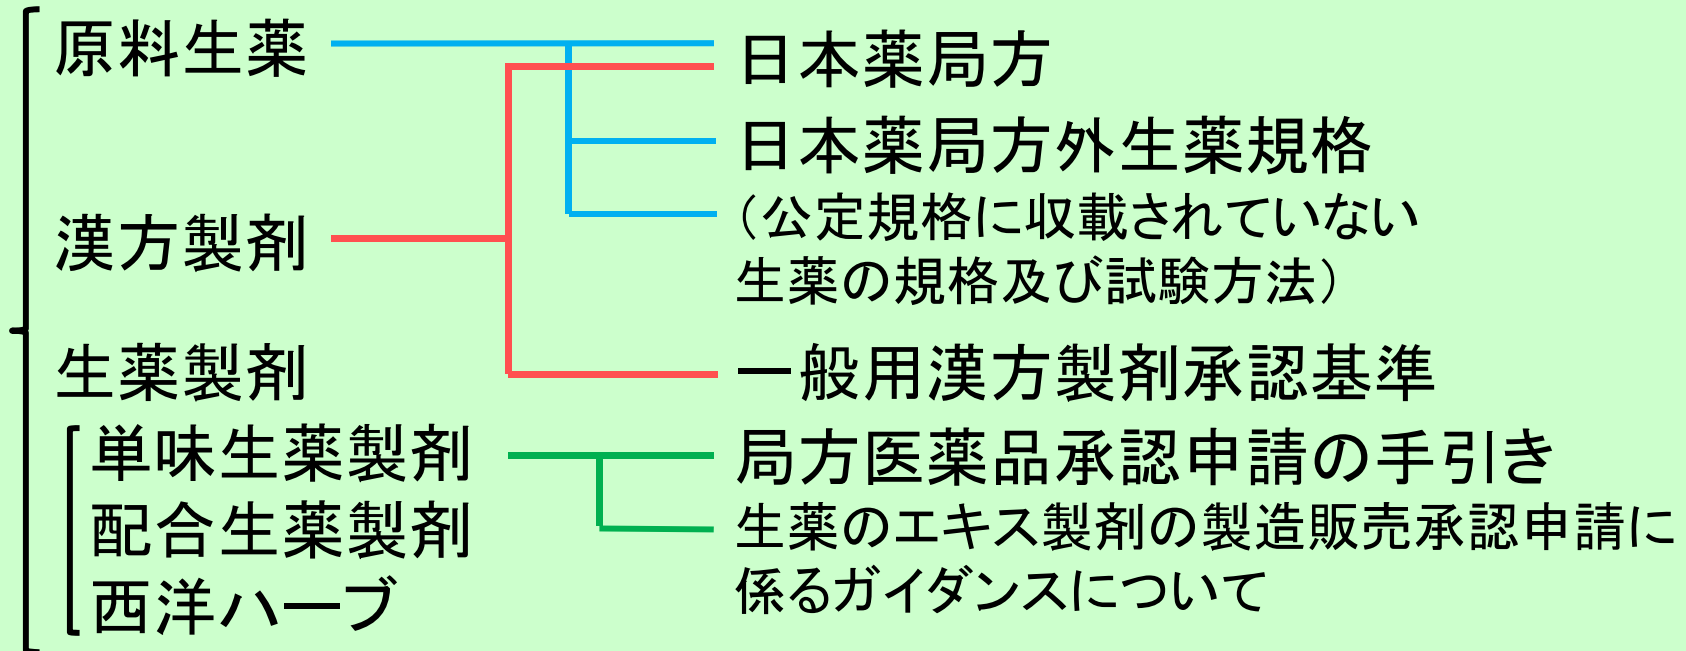 原料生薬
漢方製剤
生薬製剤
単味生薬製剤
配合生薬製剤
西洋ハーブ
日本薬局方
日本薬局方外生薬規格
（公定規格に収載されていない
生薬の規格及び試験方法）
一般用漢方製剤承認基準
局方医薬品承認申請の手引き
生薬のエキス製剤の製造販売承認申請に
係るガイダンスについて